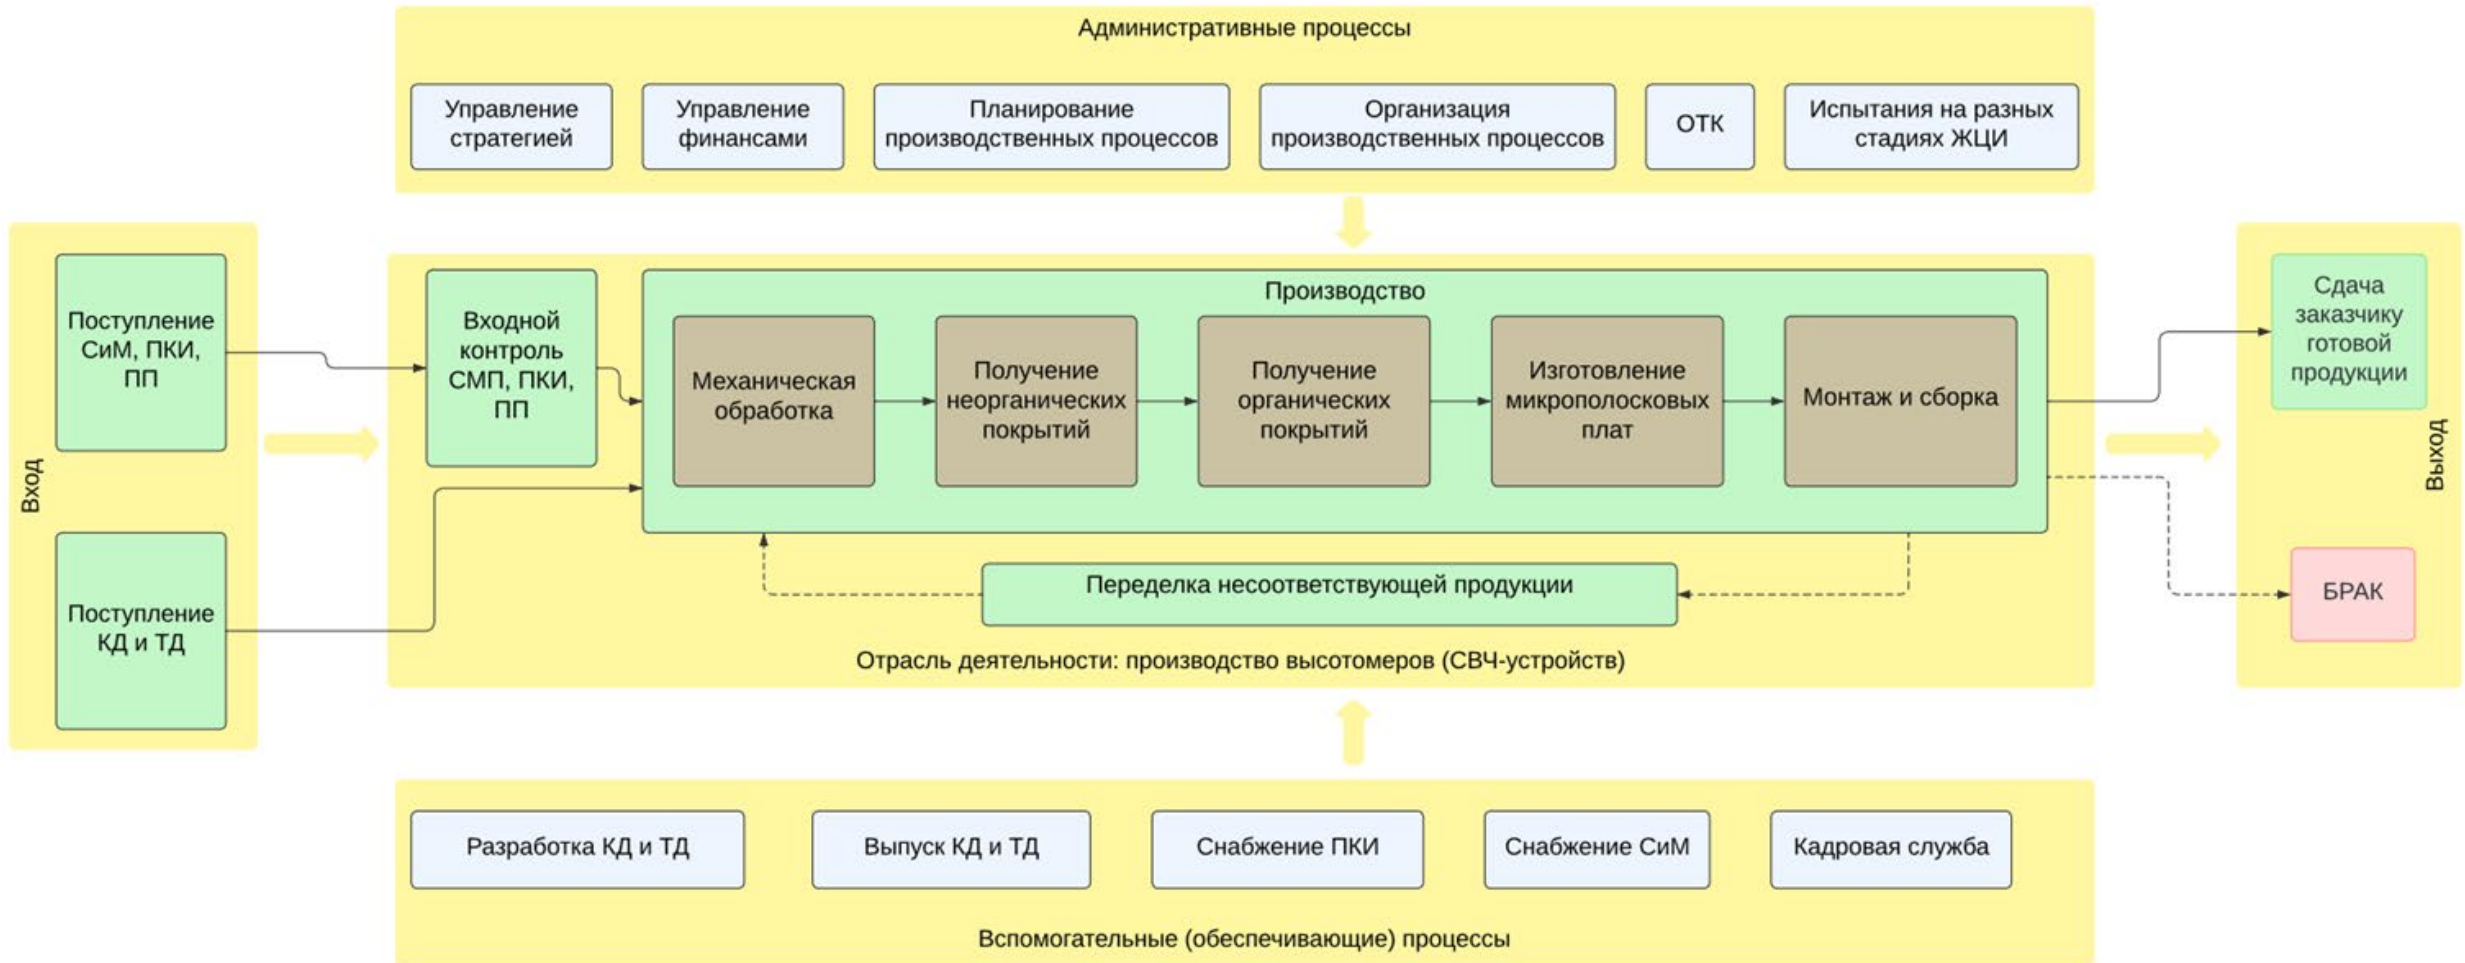 Административные процессы
Управление
стратегией
Управление
финансами
Планирование
производственных процессов
Организация
производственных процессов
ОТК
Испытания на разных
стадиях ЖЦИ
Вход
Поступление
СиМ, ПКИ,
ПП
Поступление
КД и ТД
Входной
контроль
СМП, ПКИ,
ПП
Производство
Механическая
обработка
Получение
неорганических
покрытий
Получение
органических
покрытий
Изготовление
микрополосковых
плат
Монтаж и сборка
Переделка несоответствующей продукции
Отрасль деятельности: производство высотомеров (СВЧ-устройств)
Сдача
заказчику
готовой
продукции
Выход
БРАК
Разработка КД и ТД
Выпуск КД и ТД
Снабжение ПКИ
Снабжение СиМ
Кадровая служба
Вспомогательные (обеспечивающие) процессы